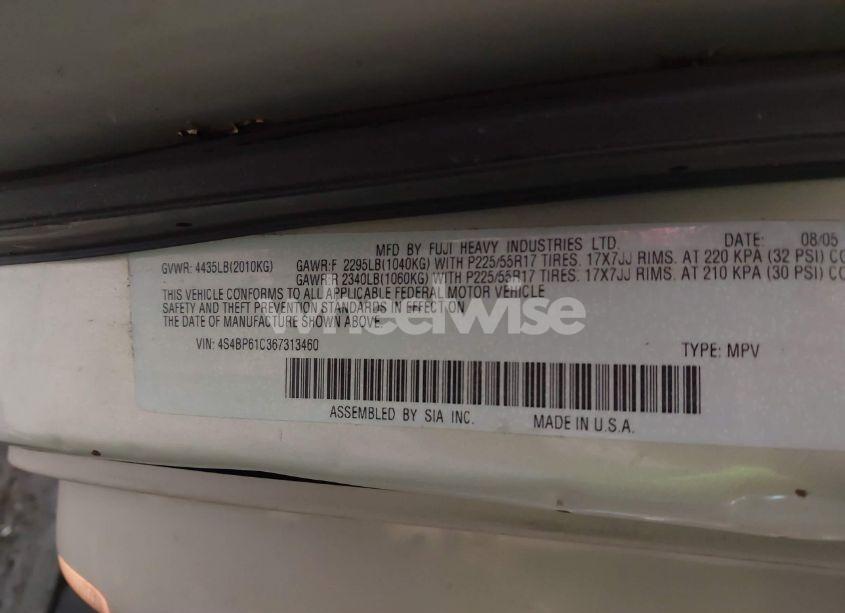 MFD BY FUJI HEAVY INDUSTRIES LTD. DATE: 08/05
GVWR: 4435LB(2010KG) GAWR:F 2295LB(1040KG) WITH P225/55R17 TIRES. 17X7JJ RIMS. AT 220 KPA (32 PSI) CO
GAWR:R 2340LB(1060KG) WITH P225/55R17 TIRES. 17X7JJ RIMS. AT 210 KPA (30 PSI) CO
THIS VEHICLE CONFORMS TO ALL APPLICABLE FEDERAL MOTOR VEHICLE
SAFETY AND THEFT PREVENTION STANDARDS IN EFFECT ON
THE DATE OF MANUFACTURE SHOWN ABOVE.
wheelwise
VIN: 4S4BP61C367313460 TYPE: MPV
ASSEMBLED BY SIA INC. MADE IN U.S.A.